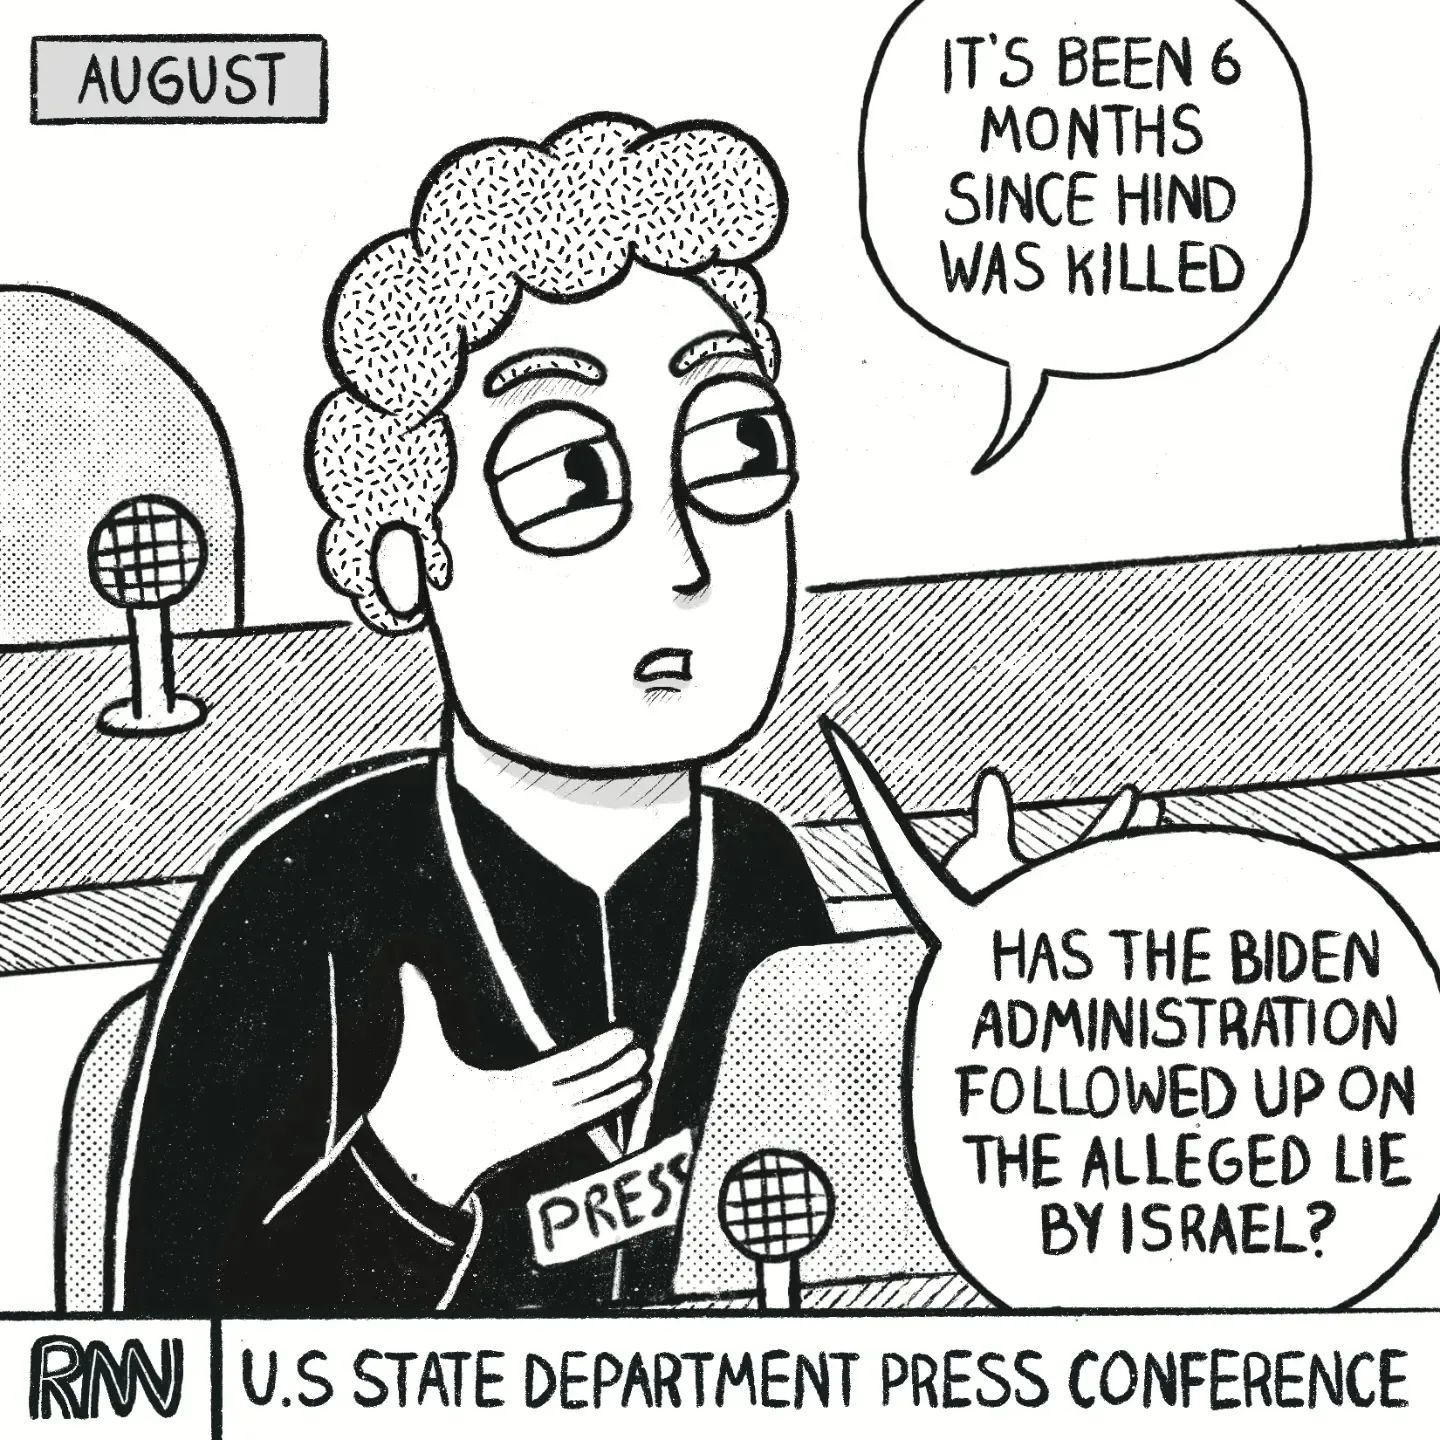 AUGUST
IT'S BEEN 6
MONTHS
SINCE HIND
WAS KILLED
HAS THE BIDEN
ADMINISTRATION
FOLLOWED UP ON
THE ALLEGED LIE
BY ISRAEL?
PRESS
RNN
U.S STATE DEPARTMENT PRESS CONFERENCE